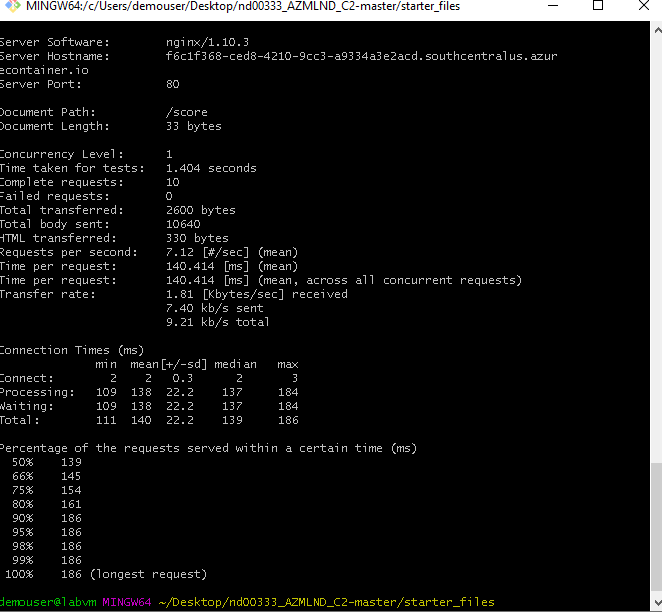 MINGW64:/c/Users/demouser/Desktop/nd00333_AZMLND_C2-master/starter_files
Server Software:        nginx/1.10.3
Server Hostname:        f6c1f368-ced8-4210-9cc3-a9334a3e2acd.southcentralus.azur
econtainer.io
Server Port:            80
Document Path:          /score
Document Length:        33 bytes
Concurrency Level:      1
Time taken for tests:   1.404 seconds
Complete requests:      10
Failed requests:        0
Total transferred:      2600 bytes
Total body sent:        10640
HTML transferred:       330 bytes
Requests per second:    7.12 [#/sec] (mean)
Time per request:       140.414 [ms] (mean)
Time per request:       140.414 [ms] (mean, across all concurrent requests)
Transfer rate:          1.81 [Kbytes/sec] received
                        7.40 kb/s sent
                        9.21 kb/s total
Connection Times (ms)
              min  mean[+/-sd] median   max
Connect:        2    2   0.3      2       3
Processing:   109  138  22.2    137     184
Waiting:      109  138  22.2    137     184
Total:        111  140  22.2    139     186
Percentage of the requests served within a certain time (ms)
  50%    139
  66%    145
  75%    154
  80%    161
  90%    186
  95%    186
  98%    186
  99%    186
 100%    186 (longest request)
demouser@labvm MINGW64 ~/Desktop/nd00333_AZMLND_C2-master/starter_files